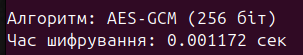 Алгоритм: AES-GCM (256 біт)
Час шифрування: 0.001172 сек